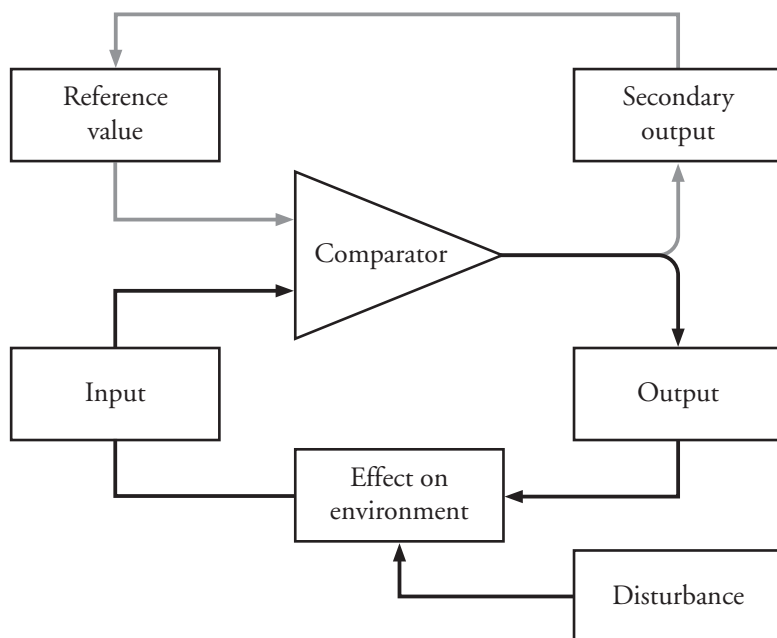 Reference
value
Secondary
output
Comparator
Input
Output
Effect on
environment
Disturbance